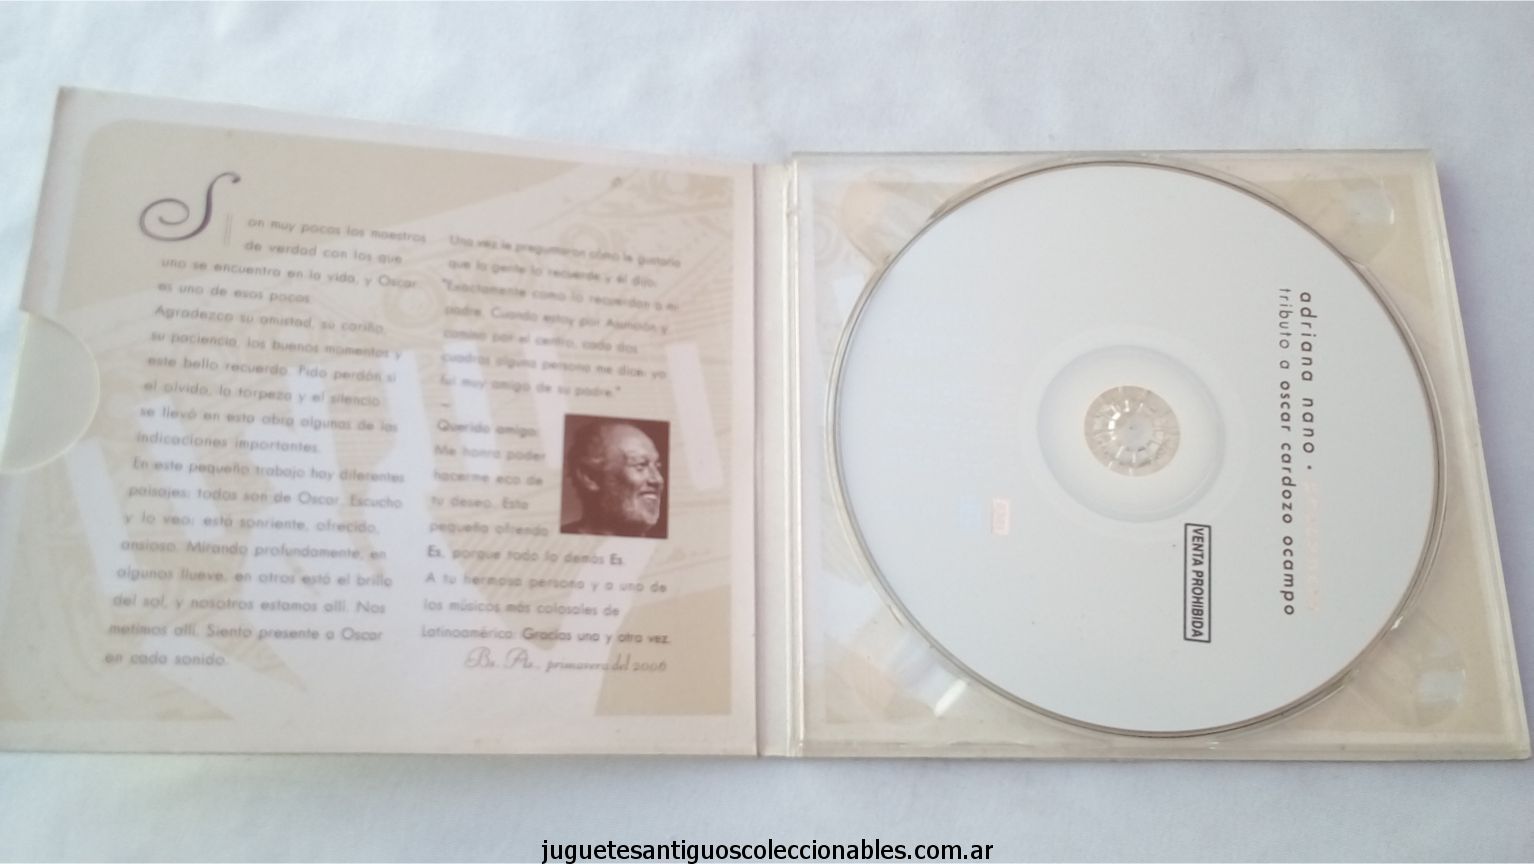 Son muy pocos los maestros
de verdad con los que
uno se encuentra en la vida, y Oscar
es uno de esos pocos.
Agradezco su amistad, su cariño,
su paciencia, los buenos momentos y
este bello recuerdo. Pido perdón si
el olvido, la torpeza y el silencio
se llevó en esta obra algunas de las
indicaciones importantes.
En este pequeño trabajo hay diferentes
paisajes: todos son de Oscar. Escucho
y lo veo: está sonriente, ofrecido,
ansioso. Mirando profundamente, en
algunos llueve, en otros está el brillo
del sol, y nosotros estamos allí. Nos
metimos allí. Siento presente a Oscar
en cada sonido.
Una vez le preguntaron cómo le gustaría
que la gente lo recuerde y él dijo:
"Exactamente como lo recuerdan a mi
padre. Cuando estoy por Asunción y
camino por el centro, cada dos
cuadras alguna persona me dice: yo
fui muy amigo de su padre."
Querido amigo:
Me honra poder
hacerme eco de
tu deseo. Esta
pequeña ofrenda
Es, porque todo lo demás Es.
A tu hermosa persona y a uno de
los músicos más colosales de
Latinoamérica: Gracias una y otra vez.
Bs. As., primavera del 2006
adriana nano •
tributo a oscar cardozo ocampo
VENTA PROHIBIDA
juguetesantiguoscoleccionables.com.ar